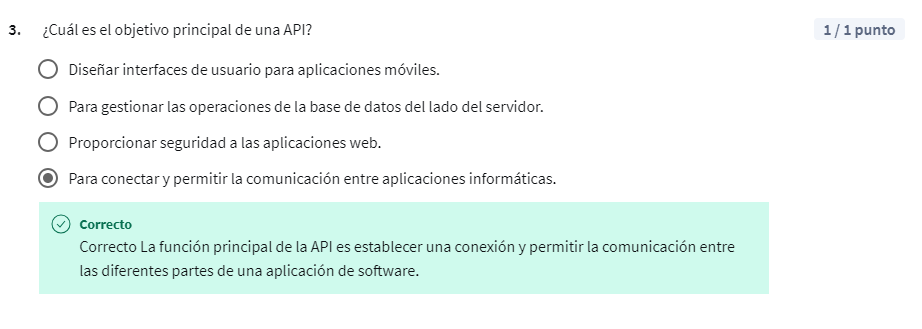 3. ¿Cuál es el objetivo principal de una API?
1 / 1 punto
Diseñar interfaces de usuario para aplicaciones móviles.
Para gestionar las operaciones de la base de datos del lado del servidor.
Proporcionar seguridad a las aplicaciones web.
Para conectar y permitir la comunicación entre aplicaciones informáticas.
Correcto
Correcto La función principal de la API es establecer una conexión y permitir la comunicación entre
las diferentes partes de una aplicación de software.